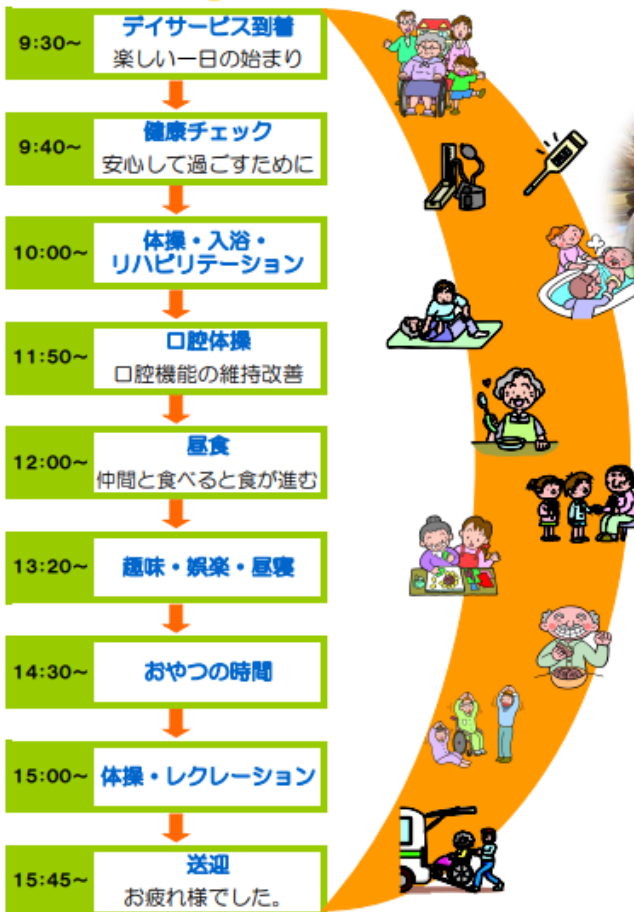 9:30~
デイサービス到着
楽しい一日の始まり
9:40~
健康チェック
安心して過ごすために
10:00~
体操・入浴・
リハビリテーション
11:50~
口腔体操
口腔機能の維持改善
12:00~
昼食
仲間と食べると食が進む
13:20~
趣味・娯楽・昼寝
14:30~
おやつの時間
15:00~
体操・レクレーション
15:45~
送迎
お疲れ様でした。